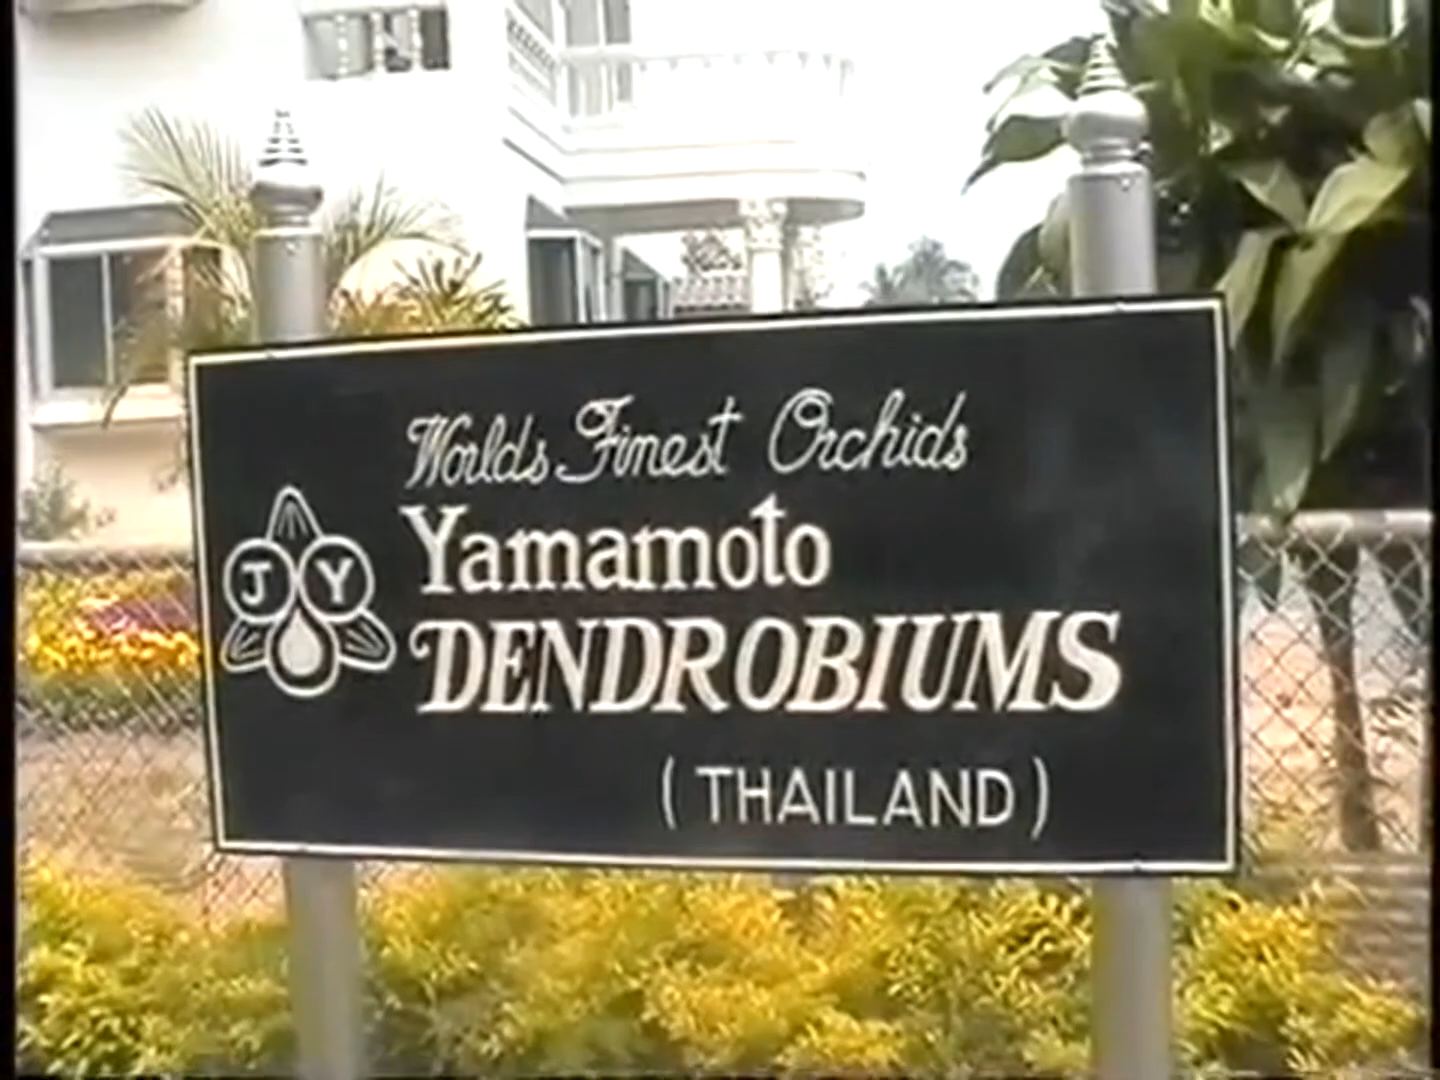 Worlds Finest Orchids
Yamamoto
DENDROBIUMS
(THAILAND)
J Y